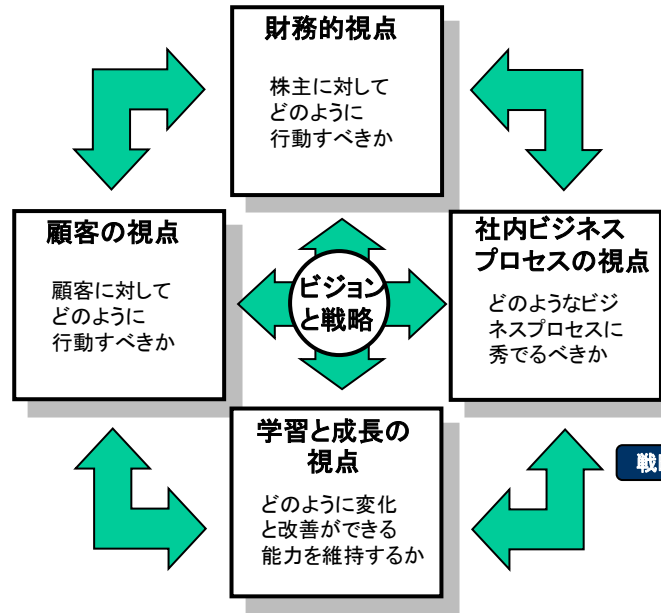 財務的視点
株主に対して
どのように
行動すべきか
顧客の視点
顧客に対して
どのように
行動すべきか
ビジョン
と戦略
社内ビジネス
プロセスの視点
どのようなビジ
ネスプロセスに
秀でるべきか
学習と成長の
視点
どのように変化
と改善ができる
能力を維持するか